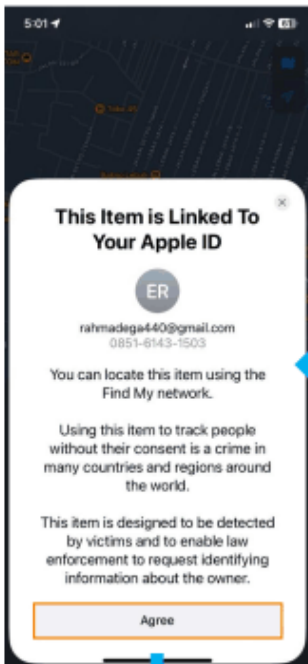 5:01
This Item is Linked To
Your Apple ID
ER
rahmadega440@gmail.com
0851-6143-1503
You can locate this item using the
Find My network.
Using this item to track people
without their consent is a crime in
many countries and regions around
the world.
This item is designed to be detected
by victims and to enable law
enforcement to request identifying
information about the owner.
Agree